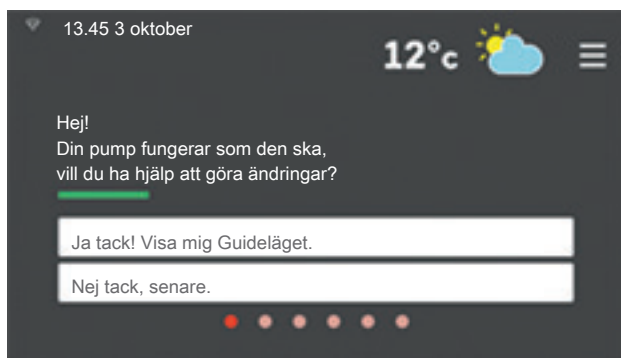 13.45 3 oktober
12°c
Hej!
Din pump fungerar som den ska,
vill du ha hjälp att göra ändringar?
Ja tack! Visa mig Guideläget.
Nej tack, senare.